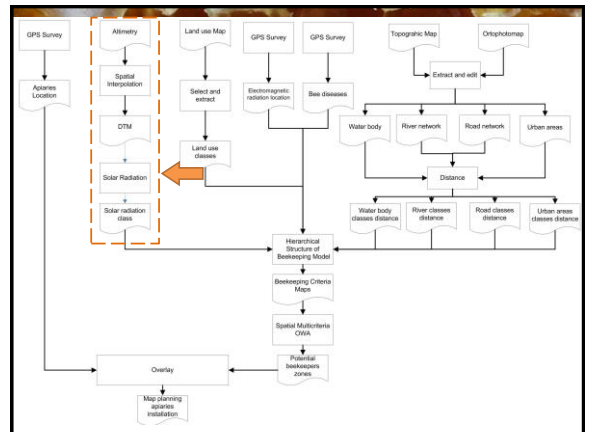 GPS Survey
Altimetry
Land use Map
GPS Survey
GPS Survey
Topograhic Map
Ortophotomap
Apiaries
Location
Spatial
Interpolation
Select and
extract
Electromagnetic
radiation location
Bee diseases
Extract and edit
DTM
Land use
classes
Water body
River network
Road network
Urban areas
Solar Radiation
Distance
Solar radiation
class
Water body
classes distance
River classes
distance
Road classes
distance
Urban areas
classes distance
Hierarchical
Structure of
Beekeeping Model
Beekeeping Criteria
Maps
Spatial Multicriteria
OWA
Overlay
Potential
beekeepers
zones
Map planning
apiaries
installation